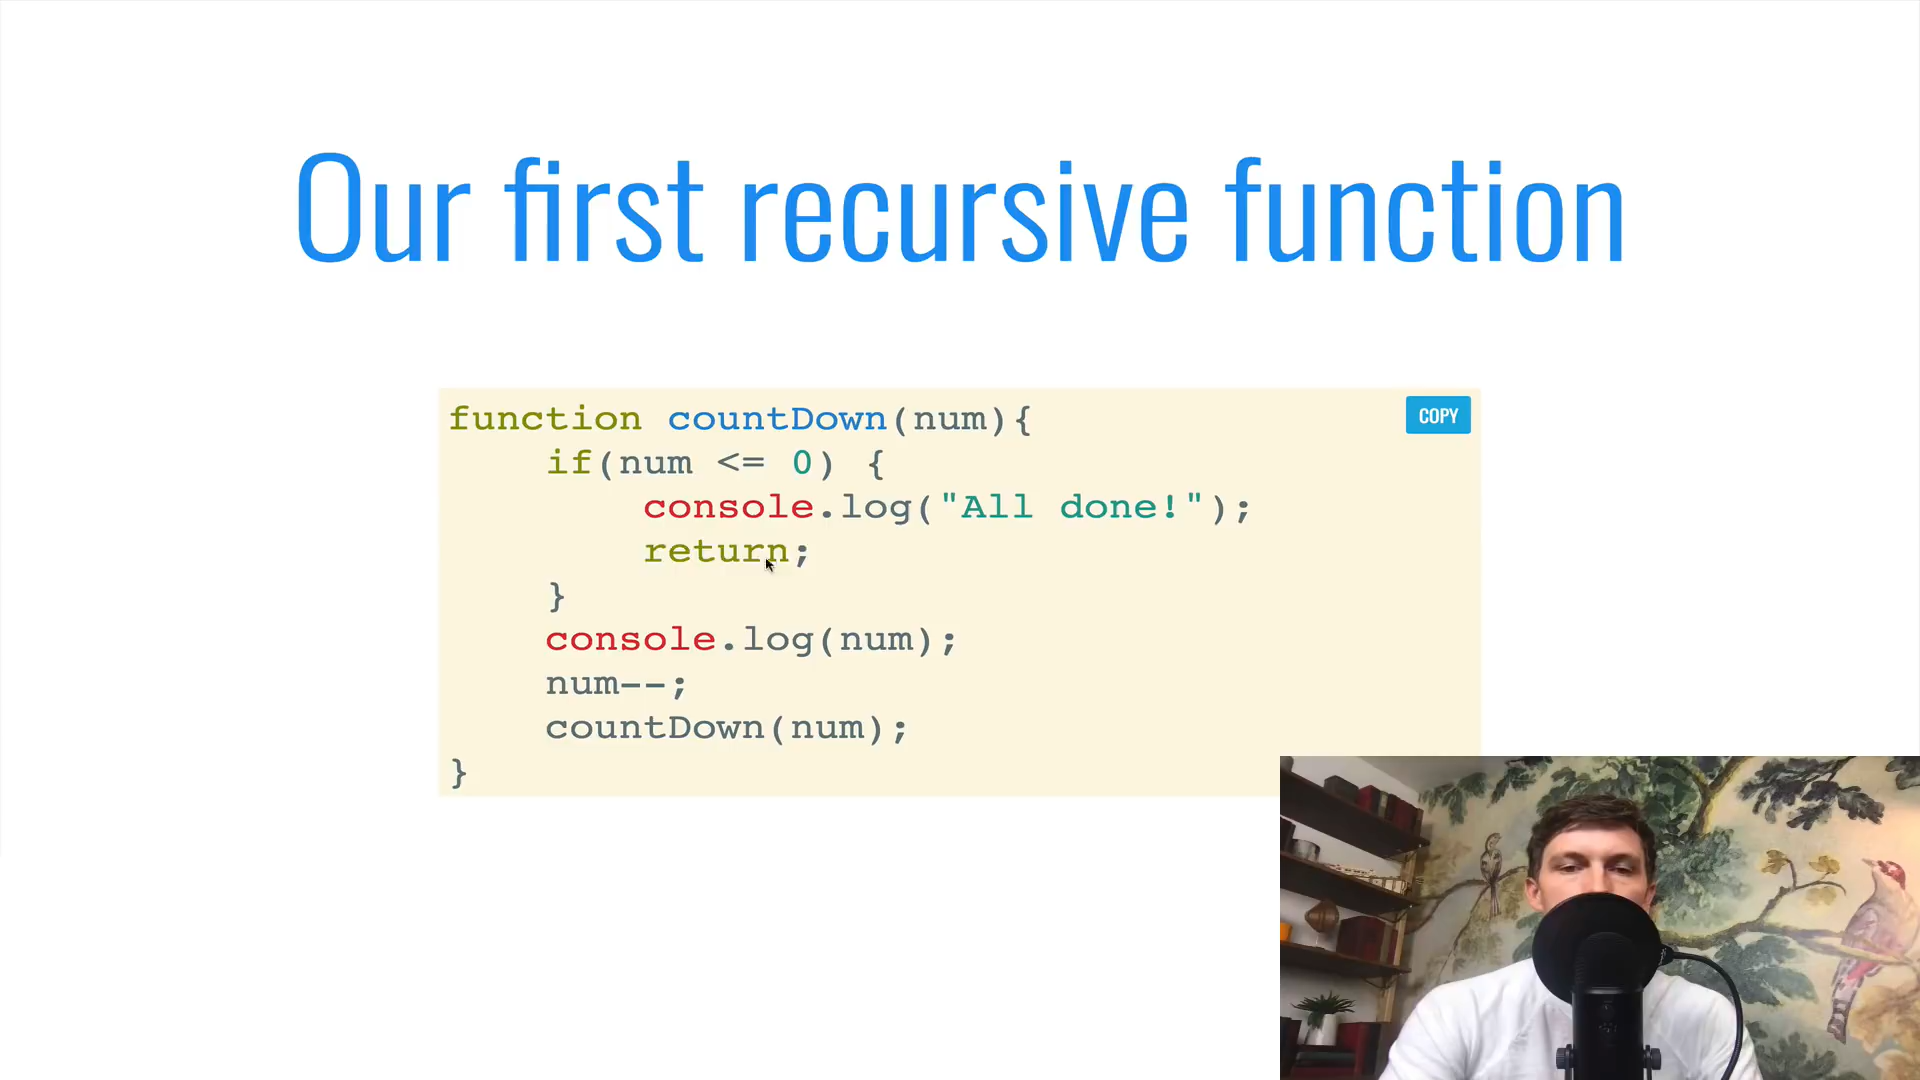 Our first recursive function
COPY
function countDown(num){
if(num <= 0) {
console.log("All done!");
return;
}
console.log(num);
num--;
countDown(num);
}